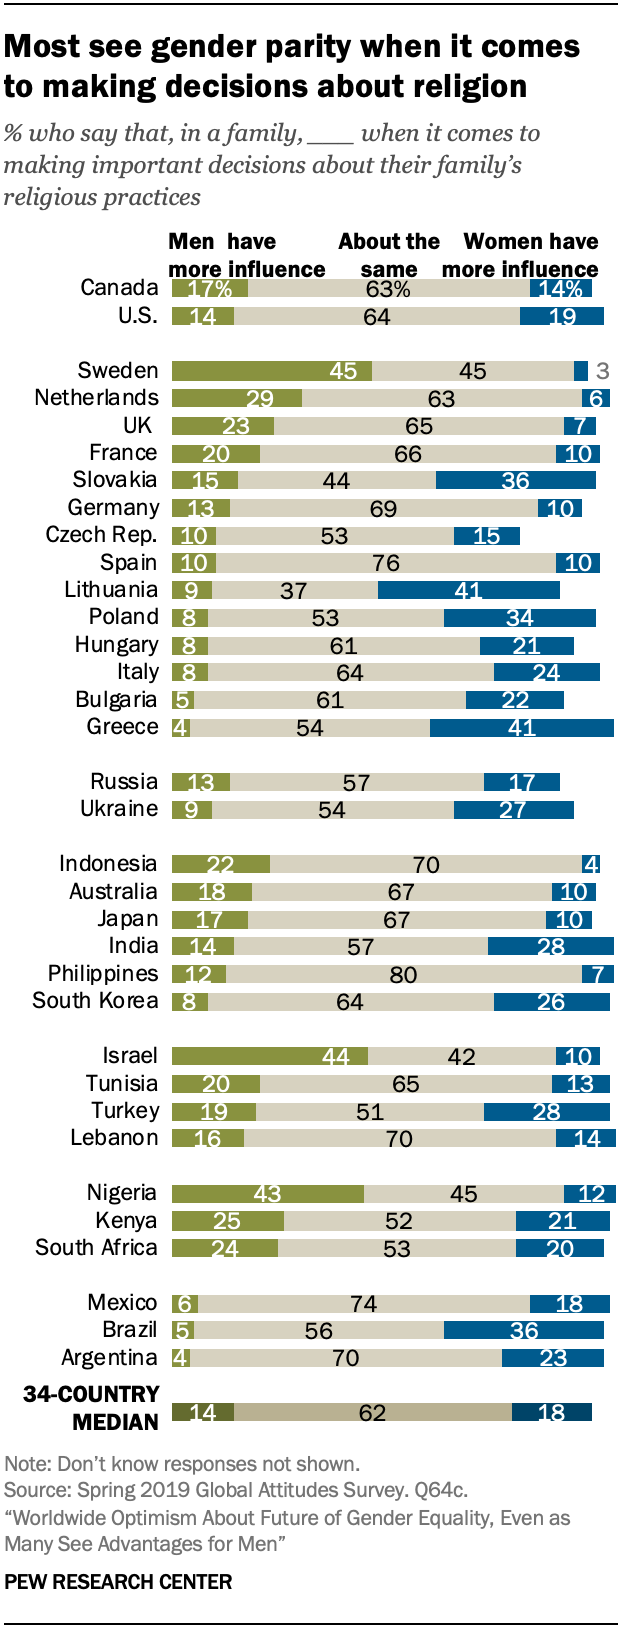 Most see gender parity when it comes
to making decisions about religion
% who say that, in a family, ___ when it comes to
making important decisions about their family's
religious practices
Men have About the Women have
more influence same more influence
Canada 17% 63% 14%
U.S. 14 64 19
Sweden 45 45 3
Netherlands 29 63 6
UK 23 65 7
France 20 66 10
Slovakia 15 44 36
Germany 13 69 10
Czech Rep. 10 53 15
Spain 10 76 10
Lithuania 9 37 41
Poland 8 53 34
Hungary 8 61 21
Italy 8 64 24
Bulgaria 5 61 22
Greece 4 54 41
Russia 13 57 17
Ukraine 9 54 27
Indonesia 22 70 4
Australia 18 67 10
Japan 17 67 10
India 14 57 28
Philippines 12 80 7
South Korea 8 64 26
Israel 44 42 10
Tunisia 20 65 13
Turkey 19 51 28
Lebanon 16 70 14
Nigeria 43 45 12
Kenya 25 52 21
South Africa 24 53 20
Mexico 6 74 18
Brazil 5 56 36
Argentina 4 70 23
34-COUNTRY
MEDIAN 14 62 18
Note: Don't know responses not shown.
Source: Spring 2019 Global Attitudes Survey. Q64c.
“Worldwide Optimism About Future of Gender Equality, Even as
Many See Advantages for Men”
PEW RESEARCH CENTER